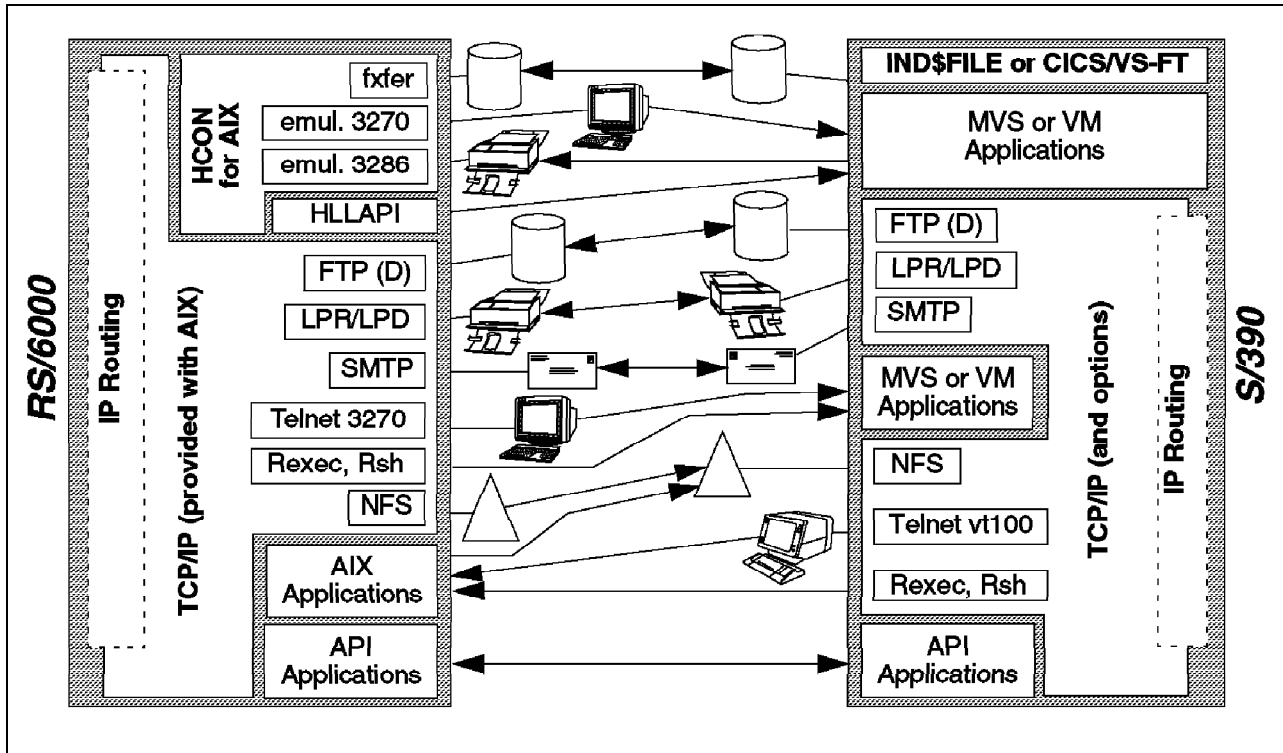 RS/6000
IP Routing
TCP/IP (provided with AIX)
HCON
for AIX
fxfer
emul. 3270
emul. 3286
HLLAPI
FTP (D)
LPR/LPD
SMTP
Telnet 3270
Rexec, Rsh
NFS
AIX
Applications
API
Applications
IND$FILE or CICS/VS-FT
MVS or VM
Applications
FTP (D)
LPR/LPD
SMTP
MVS or VM
Applications
NFS
Telnet vt100
Rexec, Rsh
API
Applications
TCP/IP (and options)
IP Routing
S/390